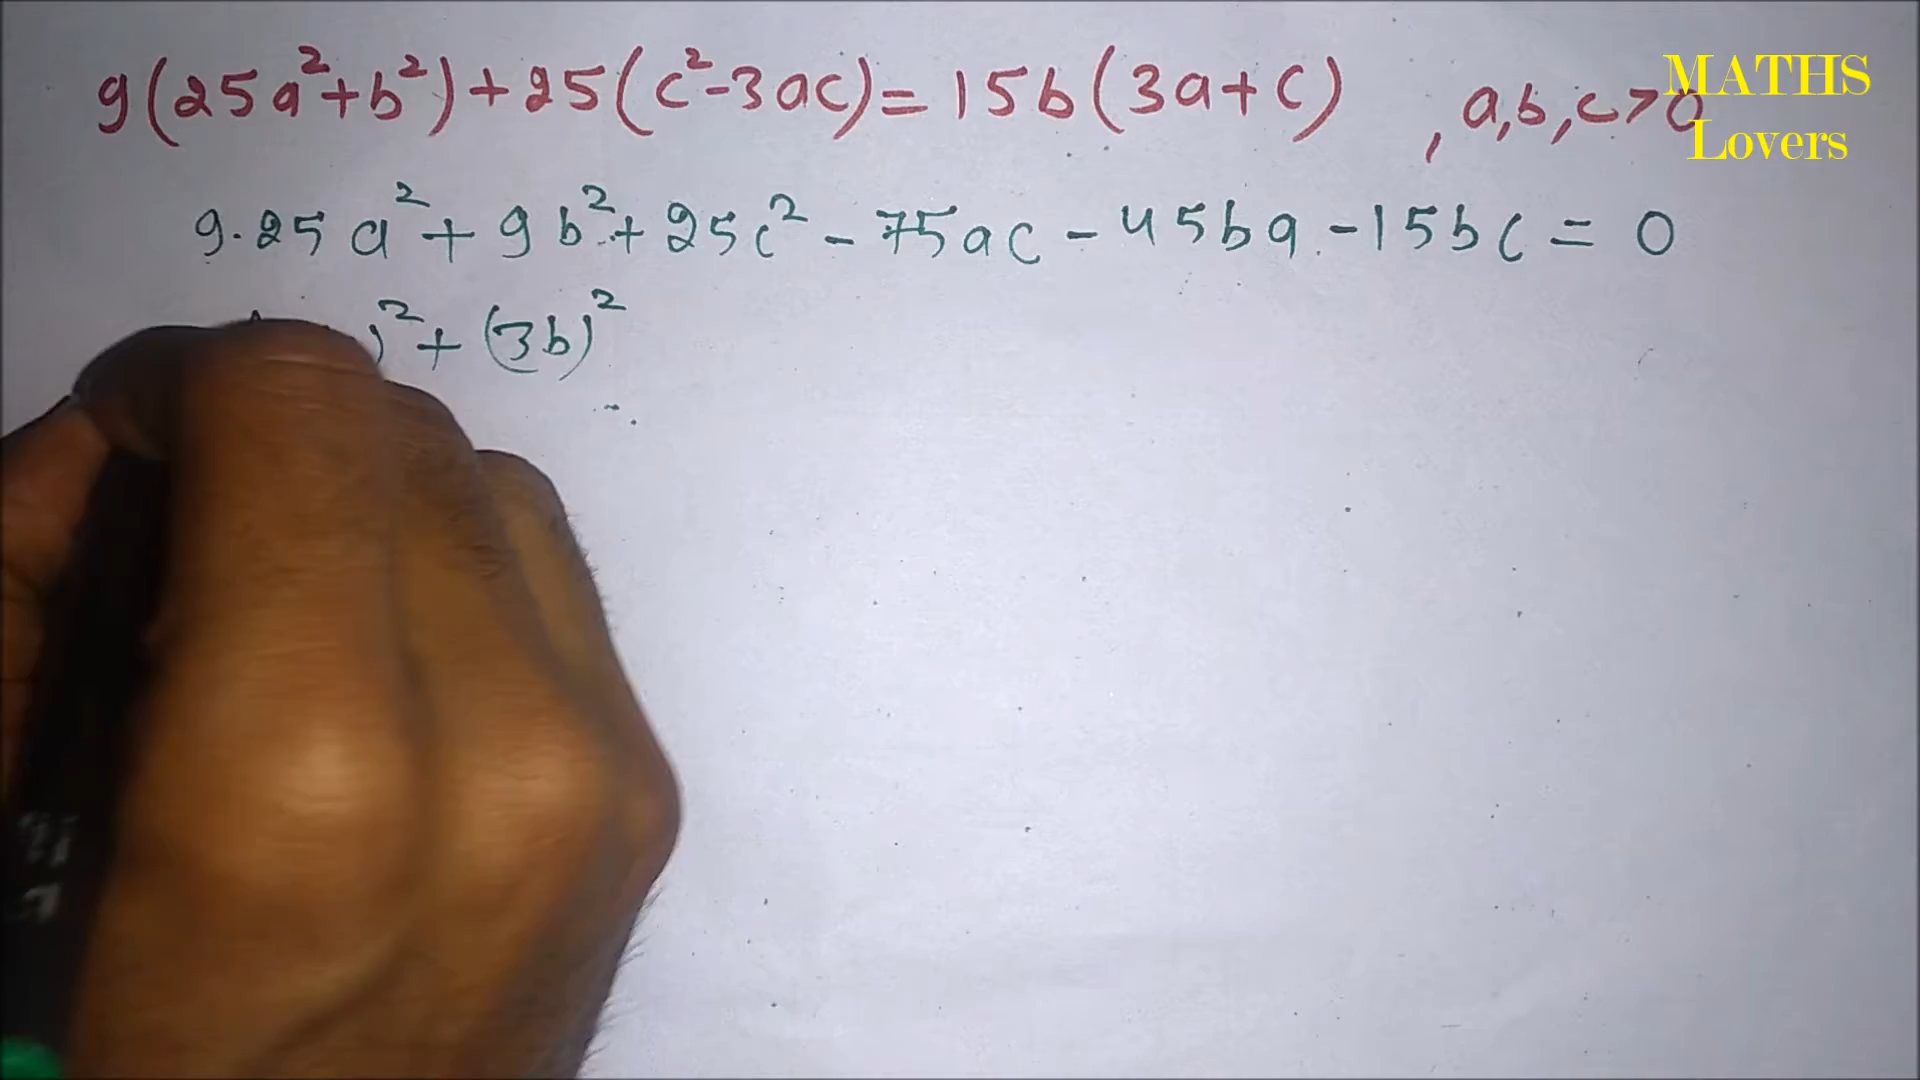 9(25a²+b²)+25(c²-3ac)=15b(3a+c) , a,b,c>0
MATHS
Lovers
9.25a²+9b²+25c²-75ac-45ba-15bc=0
)²+(3b)²